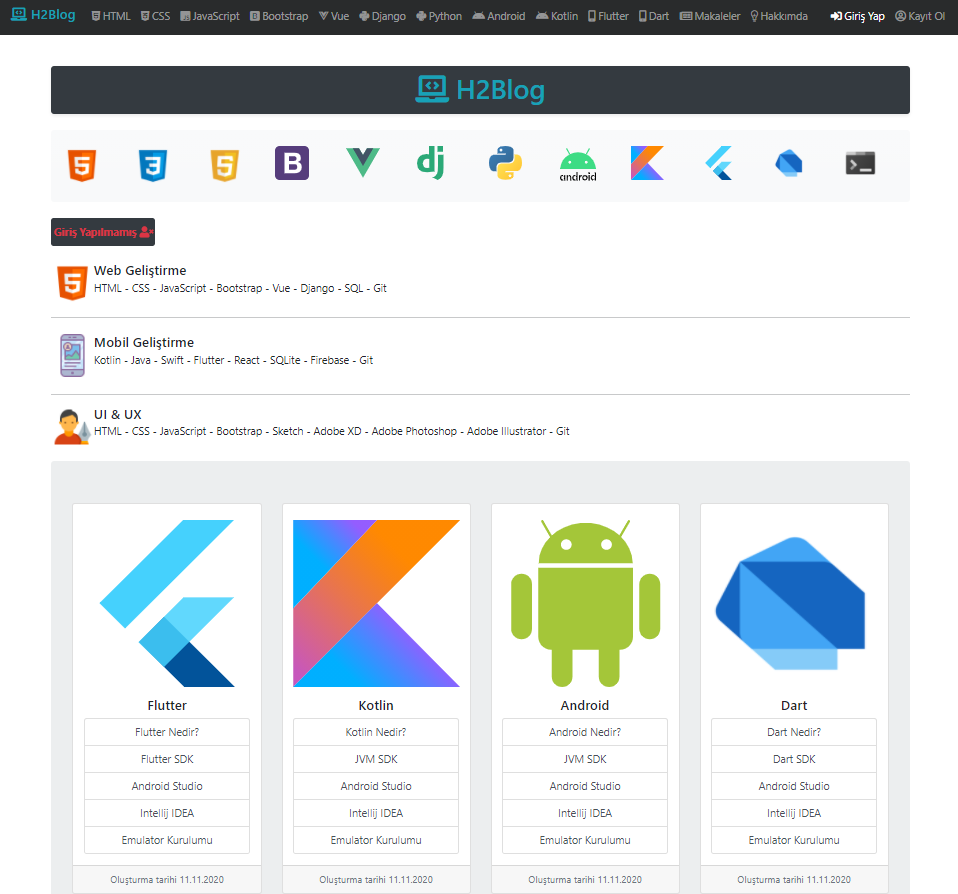 H2Blog HTML CSS JavaScript Bootstrap Vue Django Python Android Kotlin Flutter Dart Makaleler Hakkımda Giriş Yap Kayıt Ol
H2Blog
5 3 5 B dj android
Giriş Yapılmamış
Web Geliştirme
HTML - CSS - JavaScript - Bootstrap - Vue - Django - SQL - Git
Mobil Geliştirme
Kotlin - Java - Swift - Flutter - React - SQLite - Firebase - Git
UI & UX
HTML - CSS - JavaScript - Bootstrap - Sketch - Adobe XD - Adobe Photoshop - Adobe Illustrator - Git
Flutter
Flutter Nedir?
Flutter SDK
Android Studio
Intellij IDEA
Emulator Kurulumu
Oluşturma tarihi 11.11.2020
Kotlin
Kotlin Nedir?
JVM SDK
Android Studio
Intellij IDEA
Emulator Kurulumu
Oluşturma tarihi 11.11.2020
Android
Android Nedir?
JVM SDK
Android Studio
Intellij IDEA
Emulator Kurulumu
Oluşturma tarihi 11.11.2020
Dart
Dart Nedir?
Dart SDK
Android Studio
Intellij IDEA
Emulator Kurulumu
Oluşturma tarihi 11.11.2020